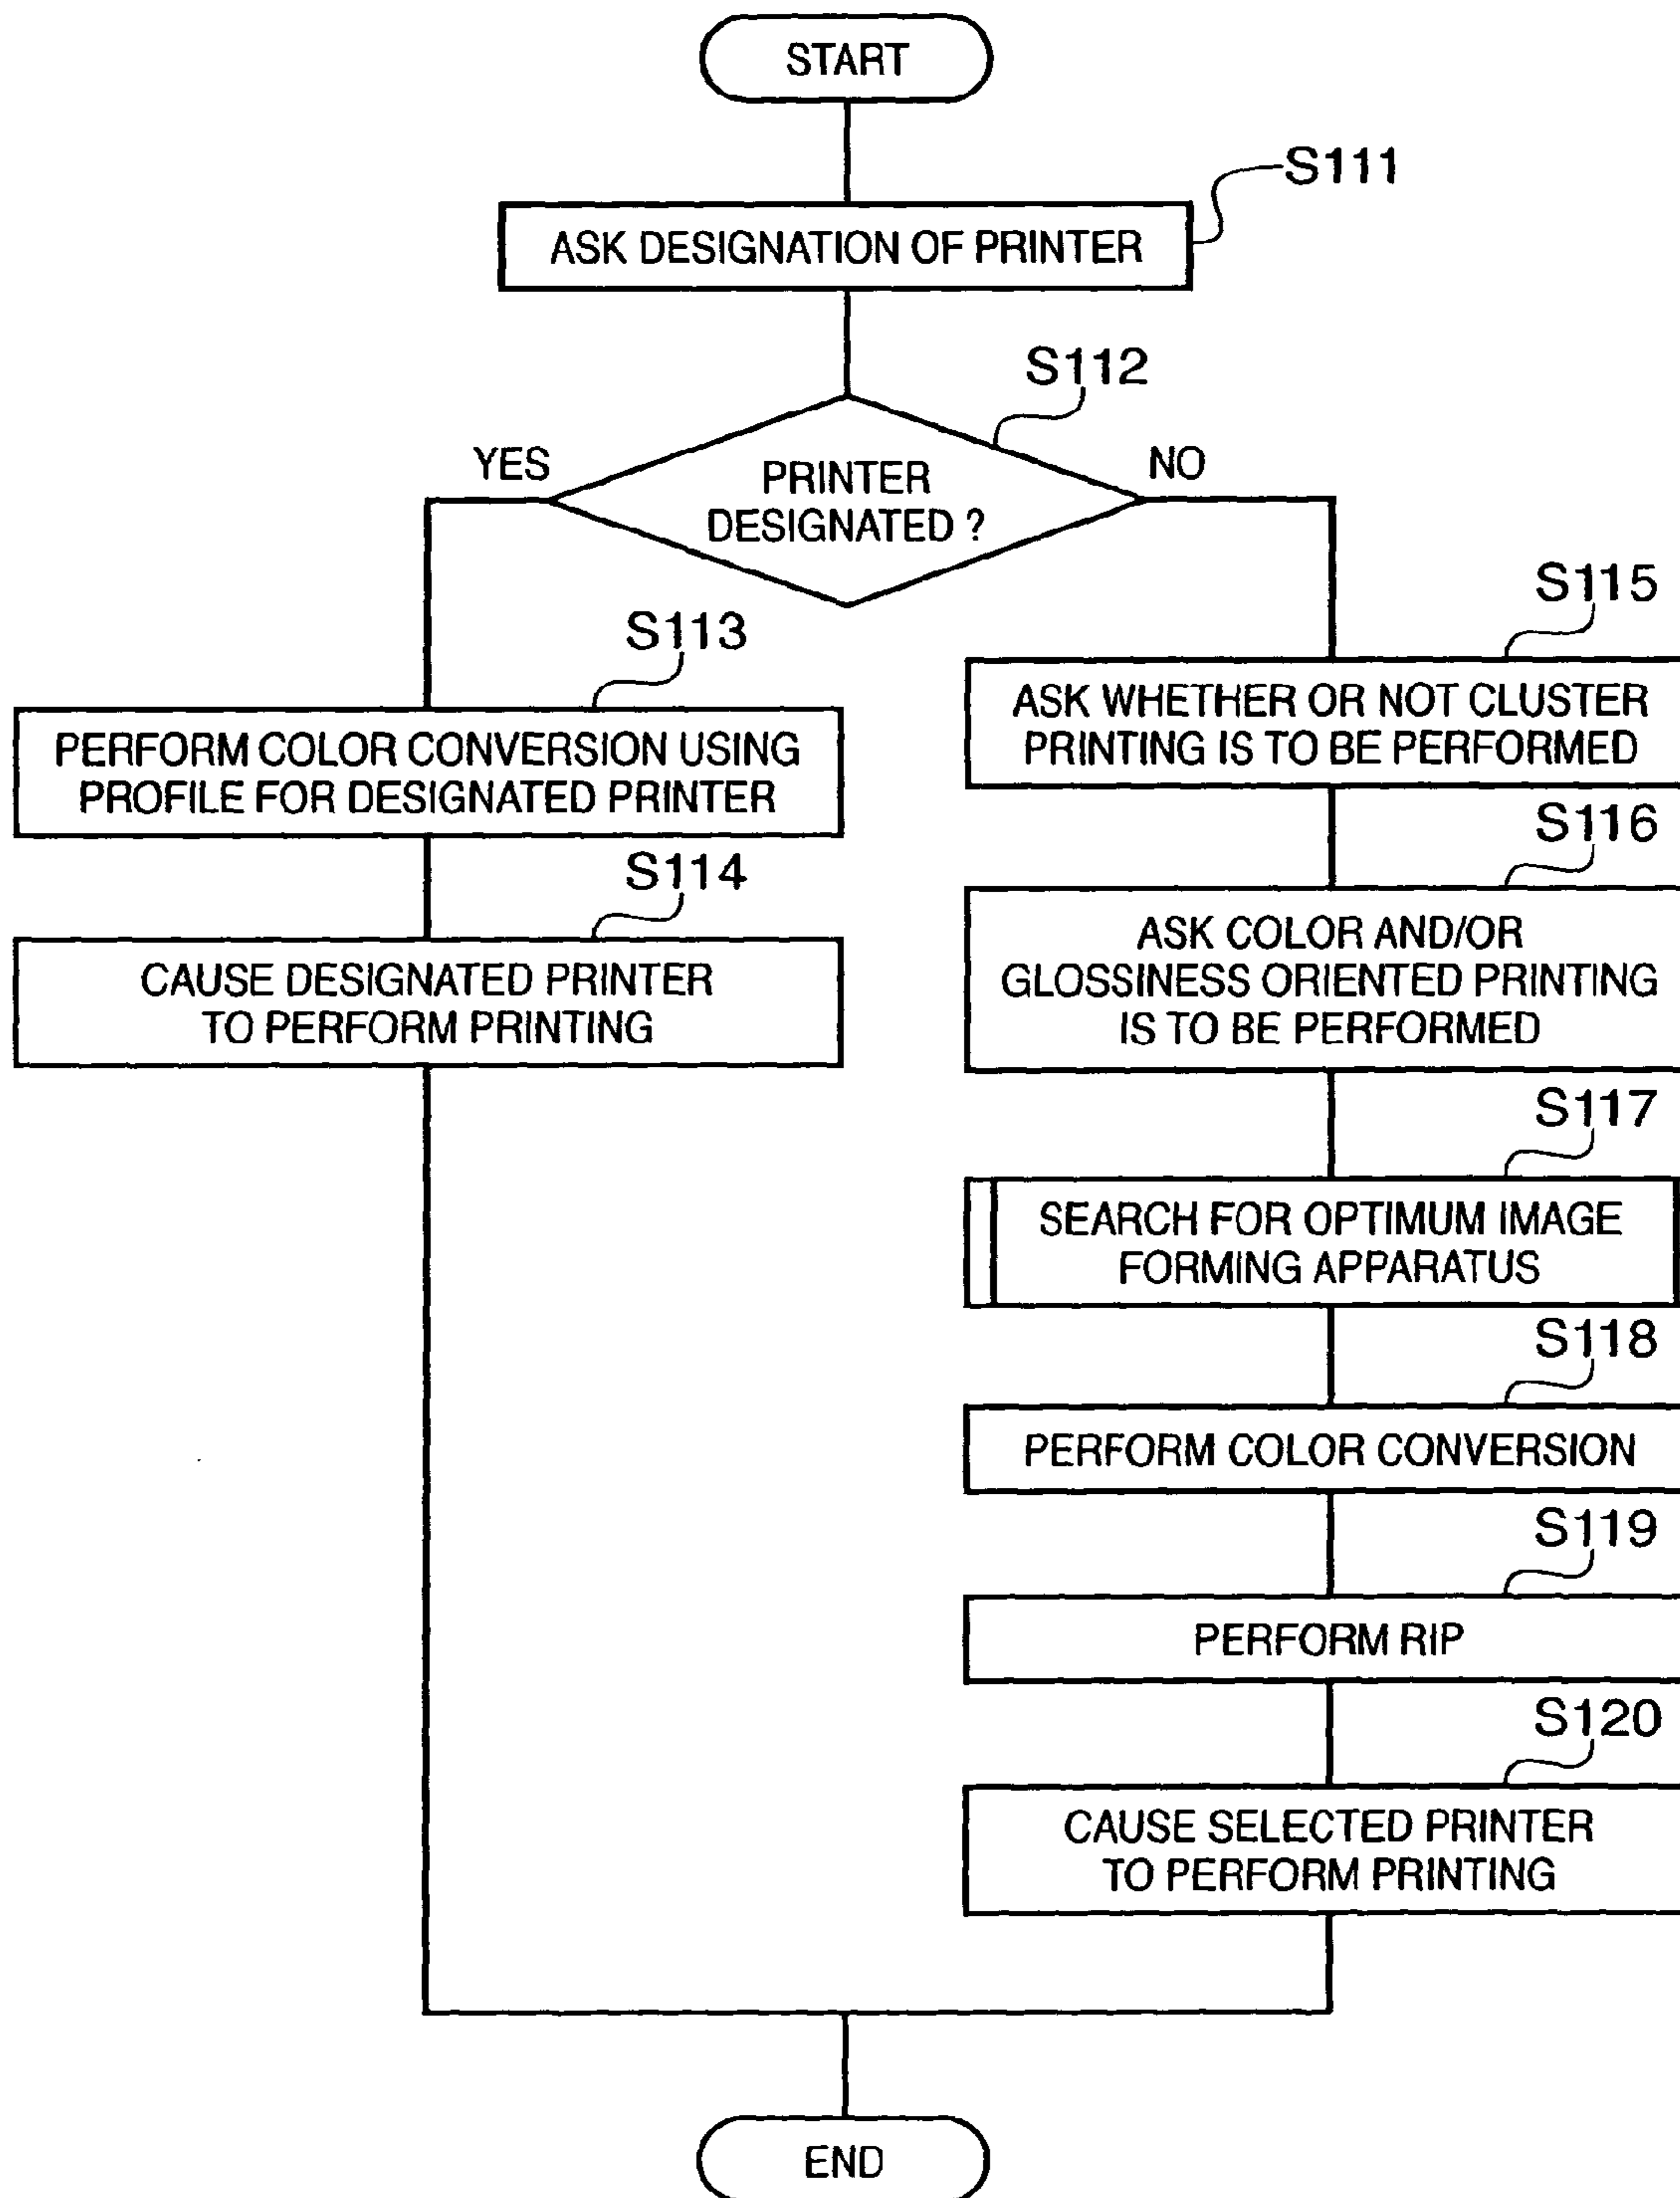 START
S111
ASK DESIGNATION OF PRINTER
S112
YES
NO
PRINTER
DESIGNATED ?
S113
PERFORM COLOR CONVERSION USING
PROFILE FOR DESIGNATED PRINTER
S114
CAUSE DESIGNATED PRINTER
TO PERFORM PRINTING
S115
ASK WHETHER OR NOT CLUSTER
PRINTING IS TO BE PERFORMED
S116
ASK COLOR AND/OR
GLOSSINESS ORIENTED PRINTING
IS TO BE PERFORMED
S117
SEARCH FOR OPTIMUM IMAGE
FORMING APPARATUS
S118
PERFORM COLOR CONVERSION
S119
PERFORM RIP
S120
CAUSE SELECTED PRINTER
TO PERFORM PRINTING
END